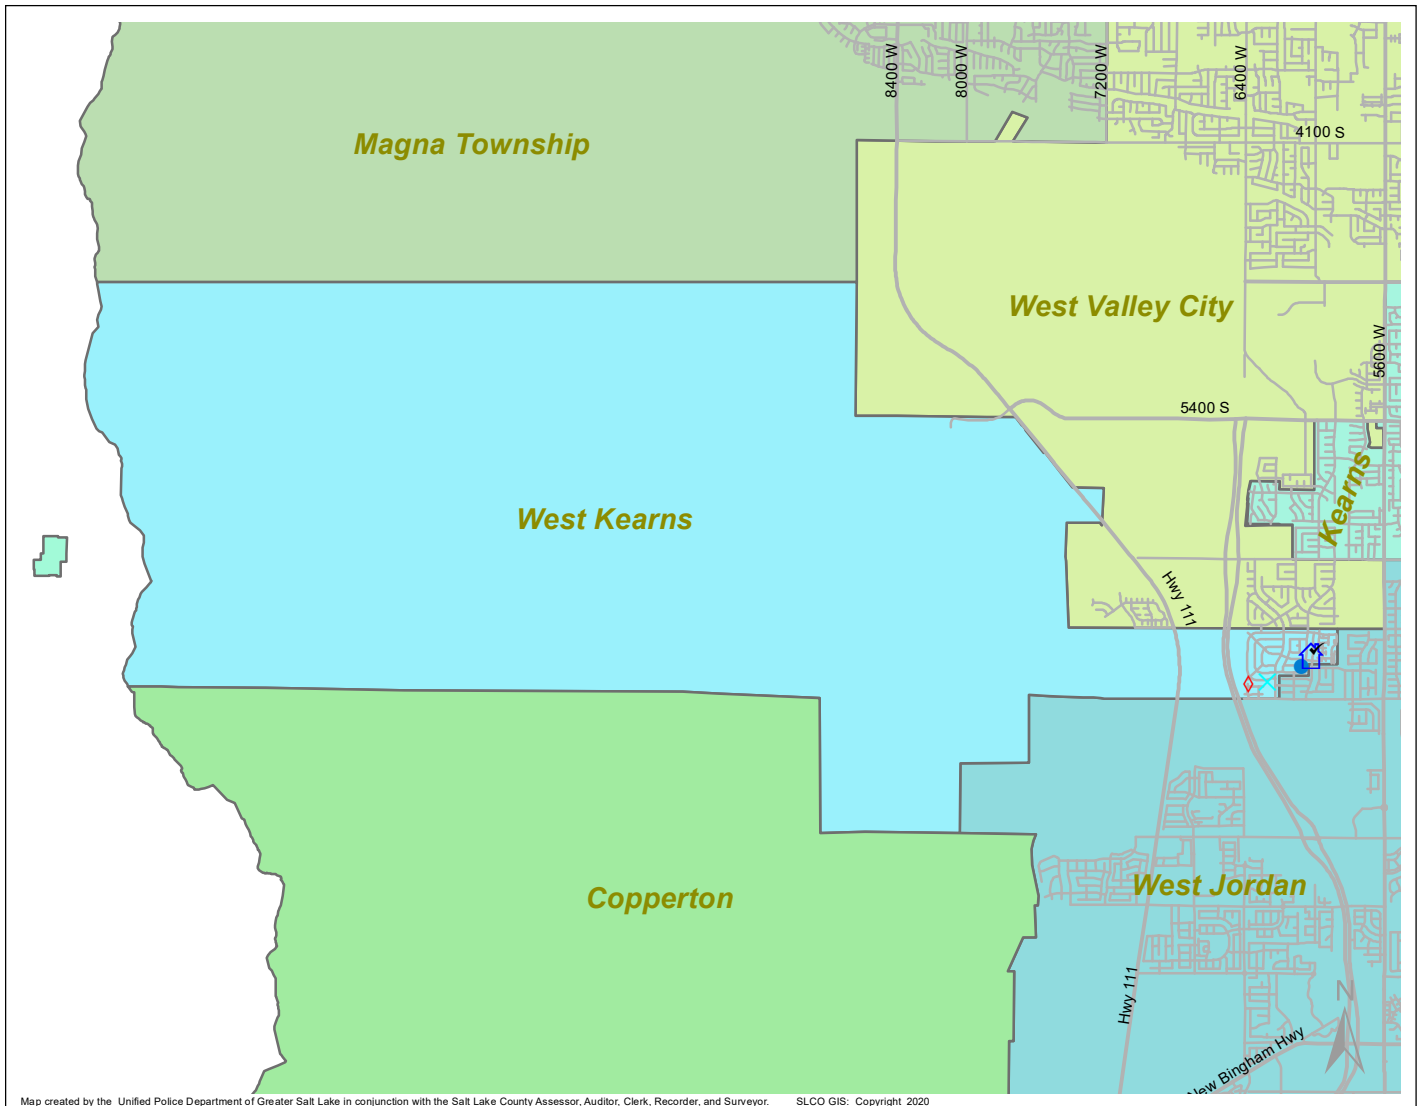 8400 W
8000 W
7200 W
6400 W
4100 S
Magna Township
West Valley City
5600 W
5400 S
Kearns
West Kearns
Hwy 111
Copperton
West Jordan
Hwy 111
N
New Bingham Hwy
Map created by the Unified Police Department of Greater Salt Lake in conjunction with the Salt Lake County Assessor, Auditor, Clerk, Recorder, and Surveyor. SLCO GIS: Copyright 2020